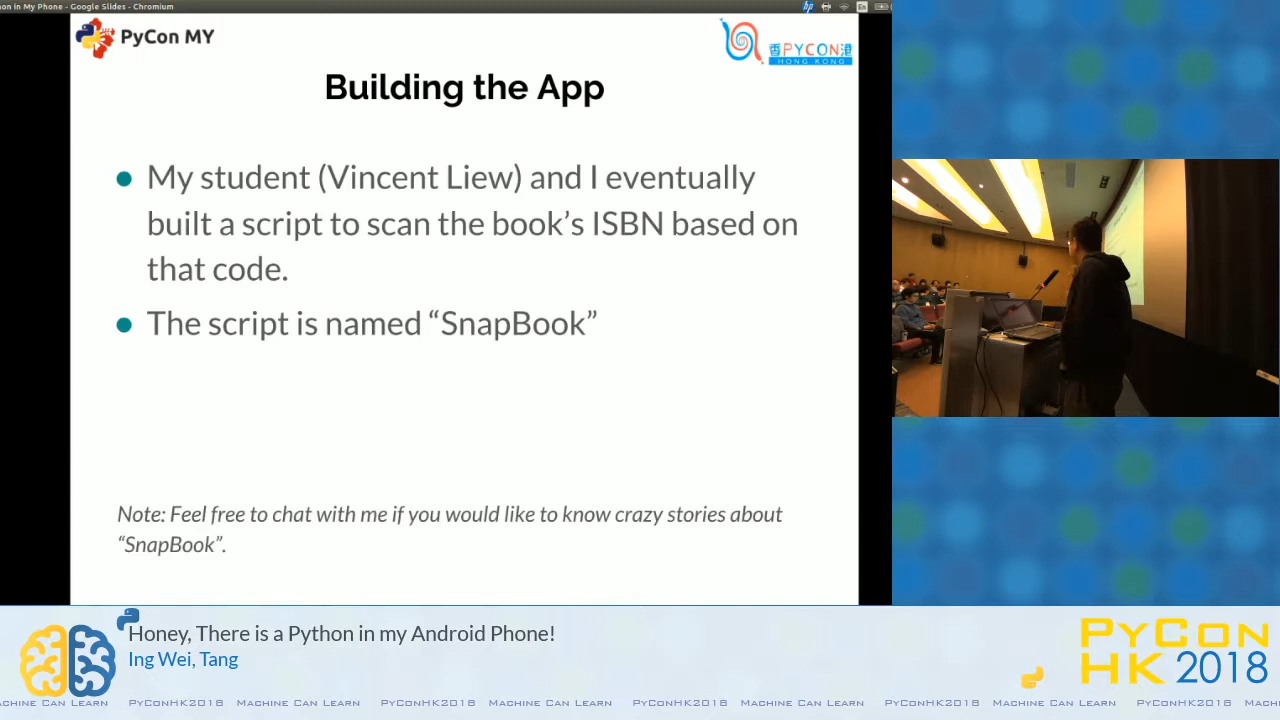 on in My Phone - Google Slides - Chromium
hp
En
PyCon MY
香PYCON港
HONG KONG
Building the App
My student (Vincent Liew) and I eventually
built a script to scan the book’s ISBN based on
that code.
The script is named “SnapBook”
Note: Feel free to chat with me if you would like to know crazy stories about
“SnapBook”.
Honey, There is a Python in my Android Phone!
Ing Wei, Tang
PyCon
HK 2018
achine Can Learn PyConHK2018 Machine Can Learn PyConHK2018 Machine Can Learn PyConHK2018 Machine Can Learn PyConHK2018 Machine Can Learn PyConHK2018 Mach